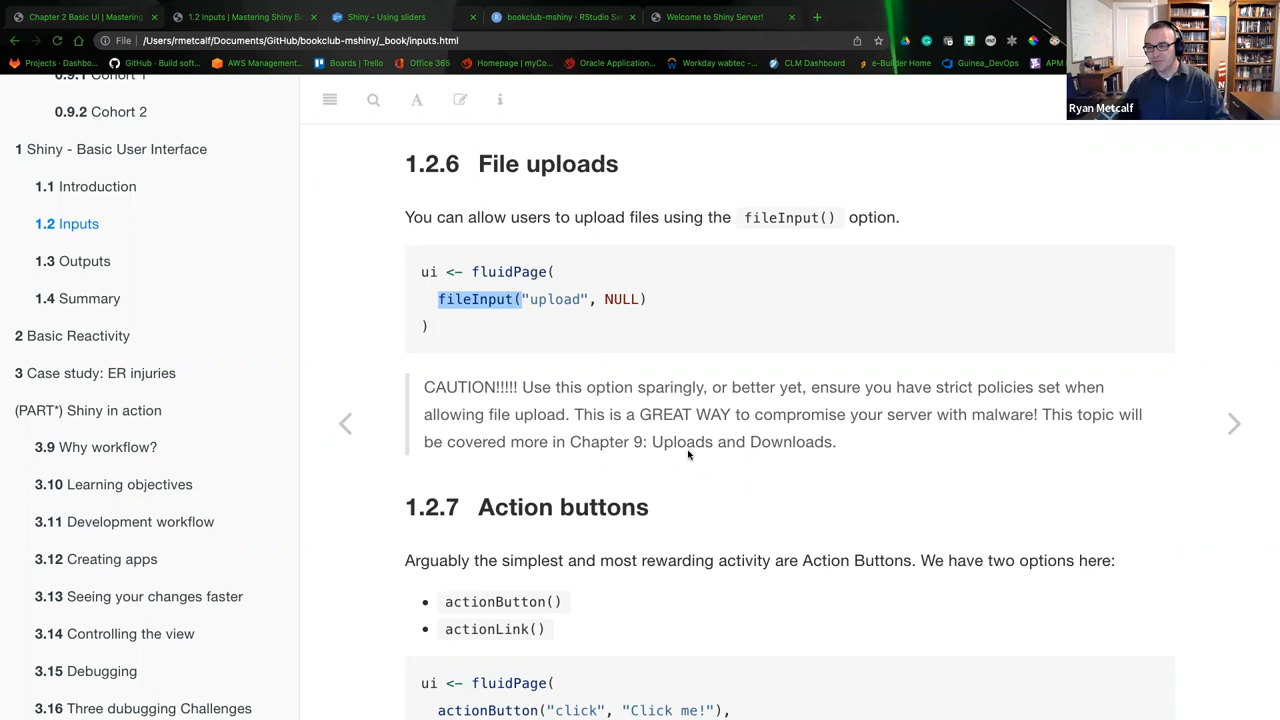 Chapter 2 Basic UI | Mastering
1.2 Inputs | Mastering Shiny B
Shiny - Using sliders
bookclub-mshiny - RStudio Se
Welcome to Shiny Server!
File /Users/rmetcalf/Documents/GitHub/bookclub-mshiny/_book/inputs.html
Projects · Dashbo...
GitHub · Build soft...
AWS Management...
Boards | Trello
Office 365
Homepage | myCo...
Oracle Application...
Workday wabtec -...
CLM Dashboard
e-Builder Home
Guinea_DevOps
APM
Ryan Metcalf
0.9.1 Cohort 1
0.9.2 Cohort 2
1 Shiny - Basic User Interface
1.1 Introduction
1.2 Inputs
1.3 Outputs
1.4 Summary
2 Basic Reactivity
3 Case study: ER injuries
(PART*) Shiny in action
3.9 Why workflow?
3.10 Learning objectives
3.11 Development workflow
3.12 Creating apps
3.13 Seeing your changes faster
3.14 Controlling the view
3.15 Debugging
3.16 Three dubugging Challenges
1.2.6 File uploads
You can allow users to upload files using the fileInput() option.
ui <- fluidPage(
fileInput("upload", NULL)
)
CAUTION!!!!! Use this option sparingly, or better yet, ensure you have strict policies set when
allowing file upload. This is a GREAT WAY to compromise your server with malware! This topic will
be covered more in Chapter 9: Uploads and Downloads.
1.2.7 Action buttons
Arguably the simplest and most rewarding activity are Action Buttons. We have two options here:
• actionButton()
• actionLink()
ui <- fluidPage(
actionButton("click", "Click me!"),